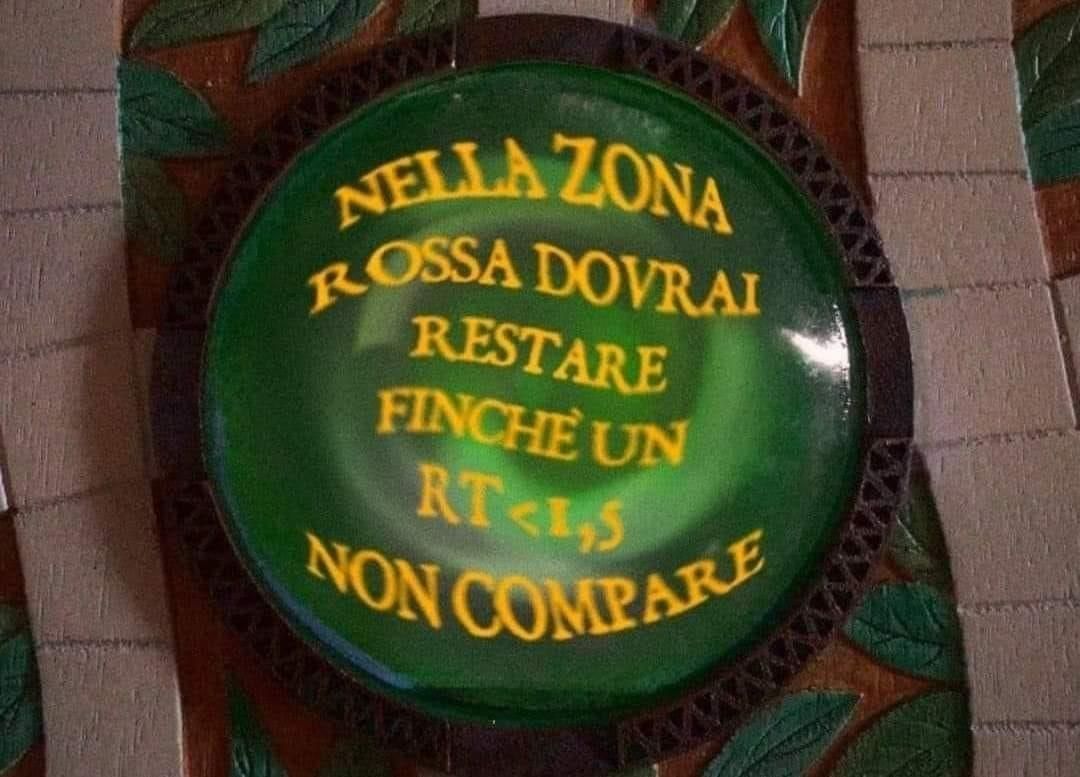 NELLA ZONA
ROSSA DOVRAI
RESTARE
FINCHÈ UN
RT<1,5
NON COMPARE